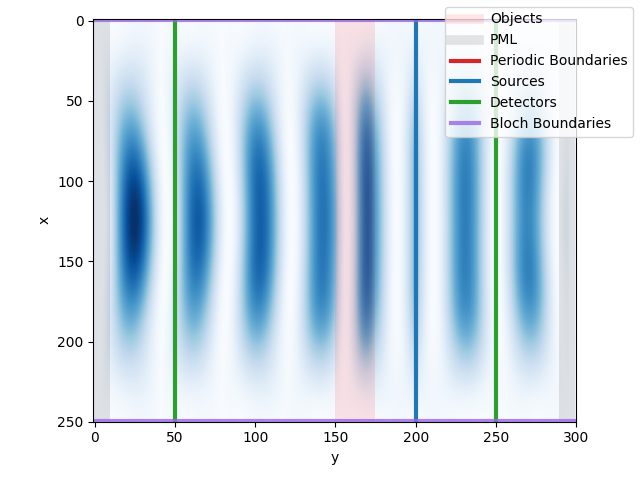 Objects
PML
Periodic Boundaries
Sources
Detectors
Bloch Boundaries
0
50
100
150
200
250
x
0 50 100 150 200 250 300
y